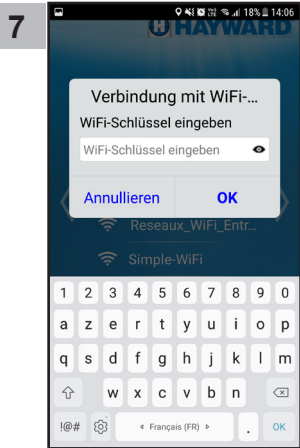 7
18% 14:06
HAYWARD
Verbindung mit WiFi-...
WiFi-Schlüssel eingeben
WiFi-Schlüssel eingeben
Annullieren OK
Reseaux_WiFi_Entr...
Simple-WiFi
1 2 3 4 5 6 7 8 9 0
a z e r t y u i o p
q s d f g h j k l m
w x c v b n
!@# Français (FR) . OK